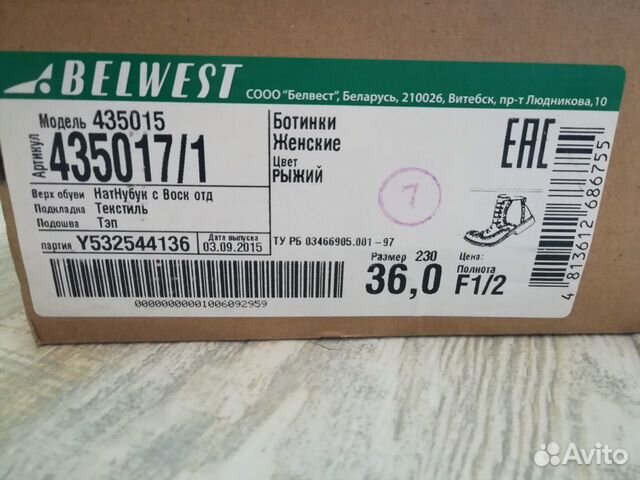 BELWEST
СООО "Белвест", Беларусь, 210026, Витебск, пр-т Людникова,10
Модель 435015
Артикул 435017/1
Верх обуви НатНубук с Воск отд
Подкладка Текстиль
Подошва Тэп
партия Y532544136
Дата выпуска
03.09.2015
00000000001006092959
Ботинки
Женские
Цвет
РЫЖИЙ
7
ТУ РБ 03466905.001-97
Размер 230
36,0
Цена:
Полнота
F1/2
EAC
4 813612 686755
Avito